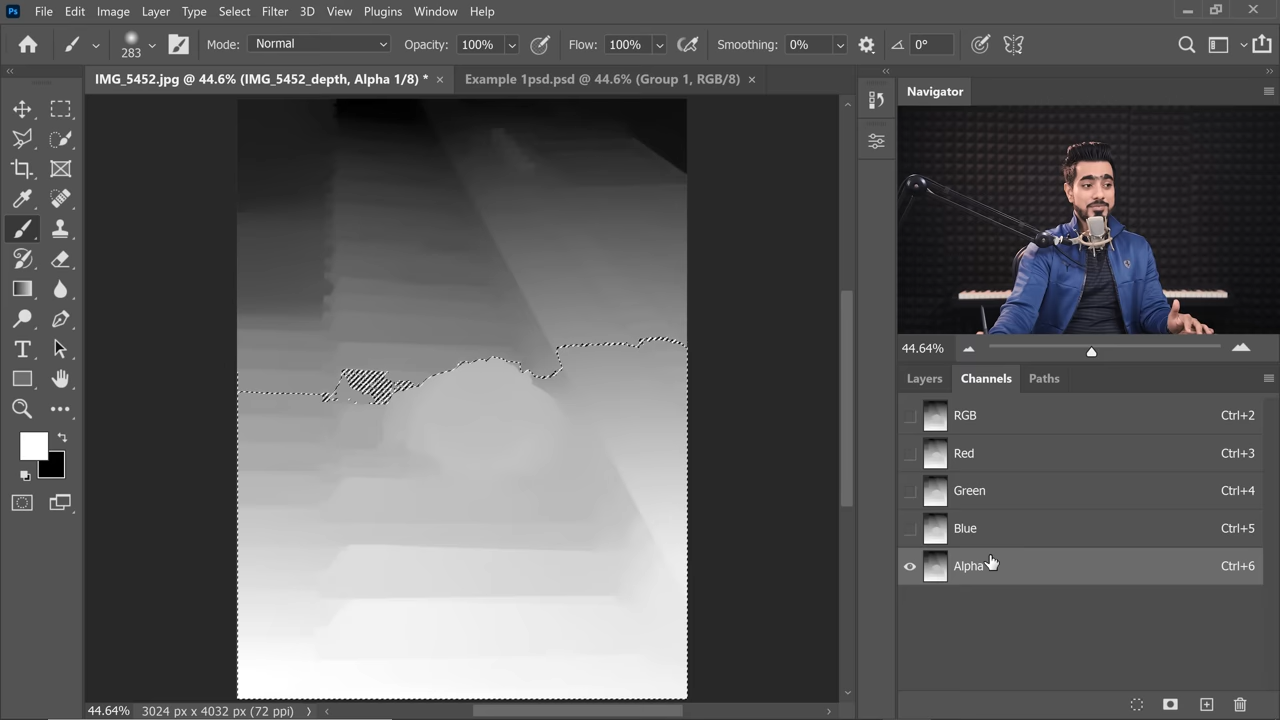 Ps File Edit Image Layer Type Select Filter 3D View Plugins Window Help
283 Mode: Normal Opacity: 100% Flow: 100% Smoothing: 0% 0°
IMG_5452.jpg @ 44.6% (IMG_5452_depth, Alpha 1/8) * × Example 1psd.psd @ 44.6% (Group 1, RGB/8) ×
Navigator
44.64%
Layers Channels Paths
RGB Ctrl+2
Red Ctrl+3
Green Ctrl+4
Blue Ctrl+5
Alpha Ctrl+6
44.64% 3024 px x 4032 px (72 ppi)